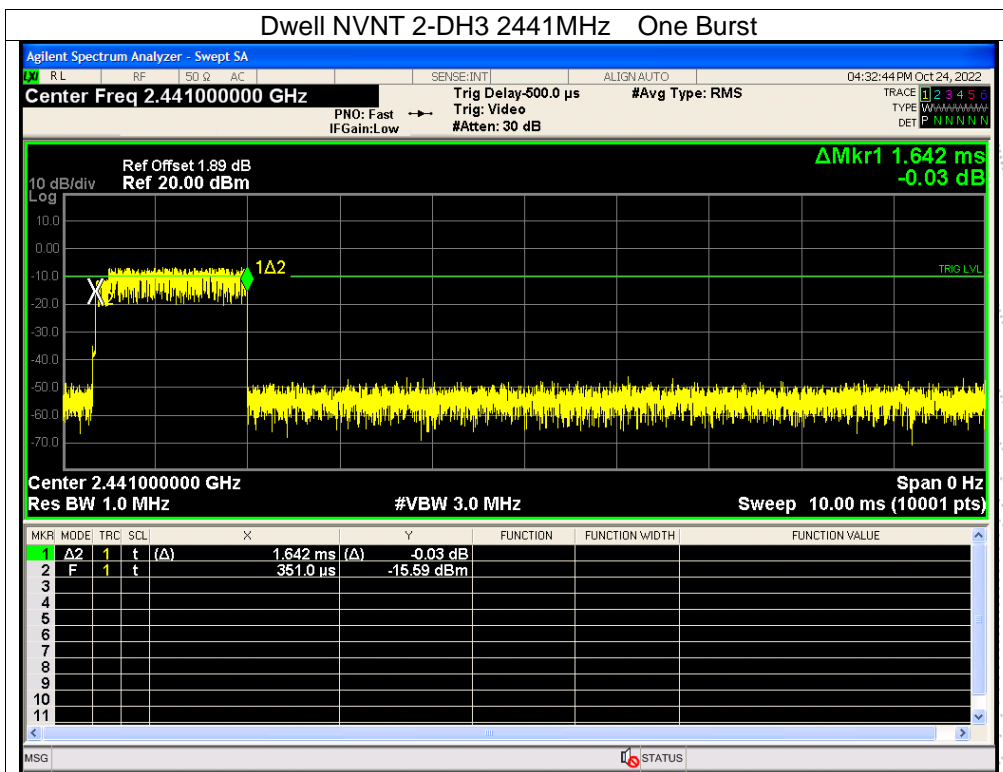 Dwell NVNT 2-DH3 2441MHz One Burst
Agilent Spectrum Analyzer - Swept SA
LXI RL RF 50 Ω AC SENSE:INT ALIGN AUTO 04:32:44 PM Oct 24, 2022
Center Freq 2.441000000 GHz Trig Delay-500.0 µs #Avg Type: RMS TRACE 1 2 3 4 5 6
PNO: Fast Trig: Video TYPE WWWWWW
IFGain:Low #Atten: 30 dB DET P N N N N N
ΔMkr1 1.642 ms
-0.03 dB
Ref Offset 1.89 dB
10 dB/div Ref 20.00 dBm
Log
10.0
0.00
-10.0
1Δ2
TRIG LVL
-20.0
-30.0
-40.0
-50.0
-60.0
-70.0
Center 2.441000000 GHz Span 0 Hz
Res BW 1.0 MHz #VBW 3.0 MHz Sweep 10.00 ms (10001 pts)
MKR MODE TRC SCL X Y FUNCTION FUNCTION WIDTH FUNCTION VALUE
1 Δ2 1 t (Δ) 1.642 ms (Δ) -0.03 dB
2 F 1 t 351.0 µs -15.59 dBm
3
4
5
6
7
8
9
10
11
MSG STATUS